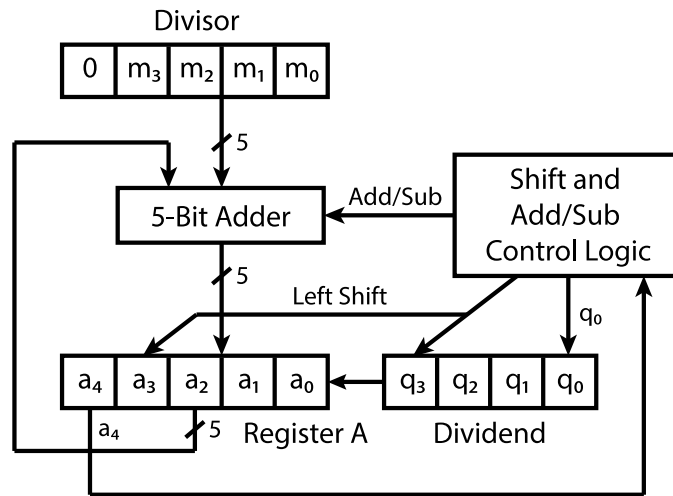 Divisor
0 m₃ m₂ m₁ m₀
5
5-Bit Adder
Add/Sub
Shift and
Add/Sub
Control Logic
5
Left Shift
q₀
a₄ a₃ a₂ a₁ a₀
q₃ q₂ q₁ q₀
a₄
5
Register A
Dividend